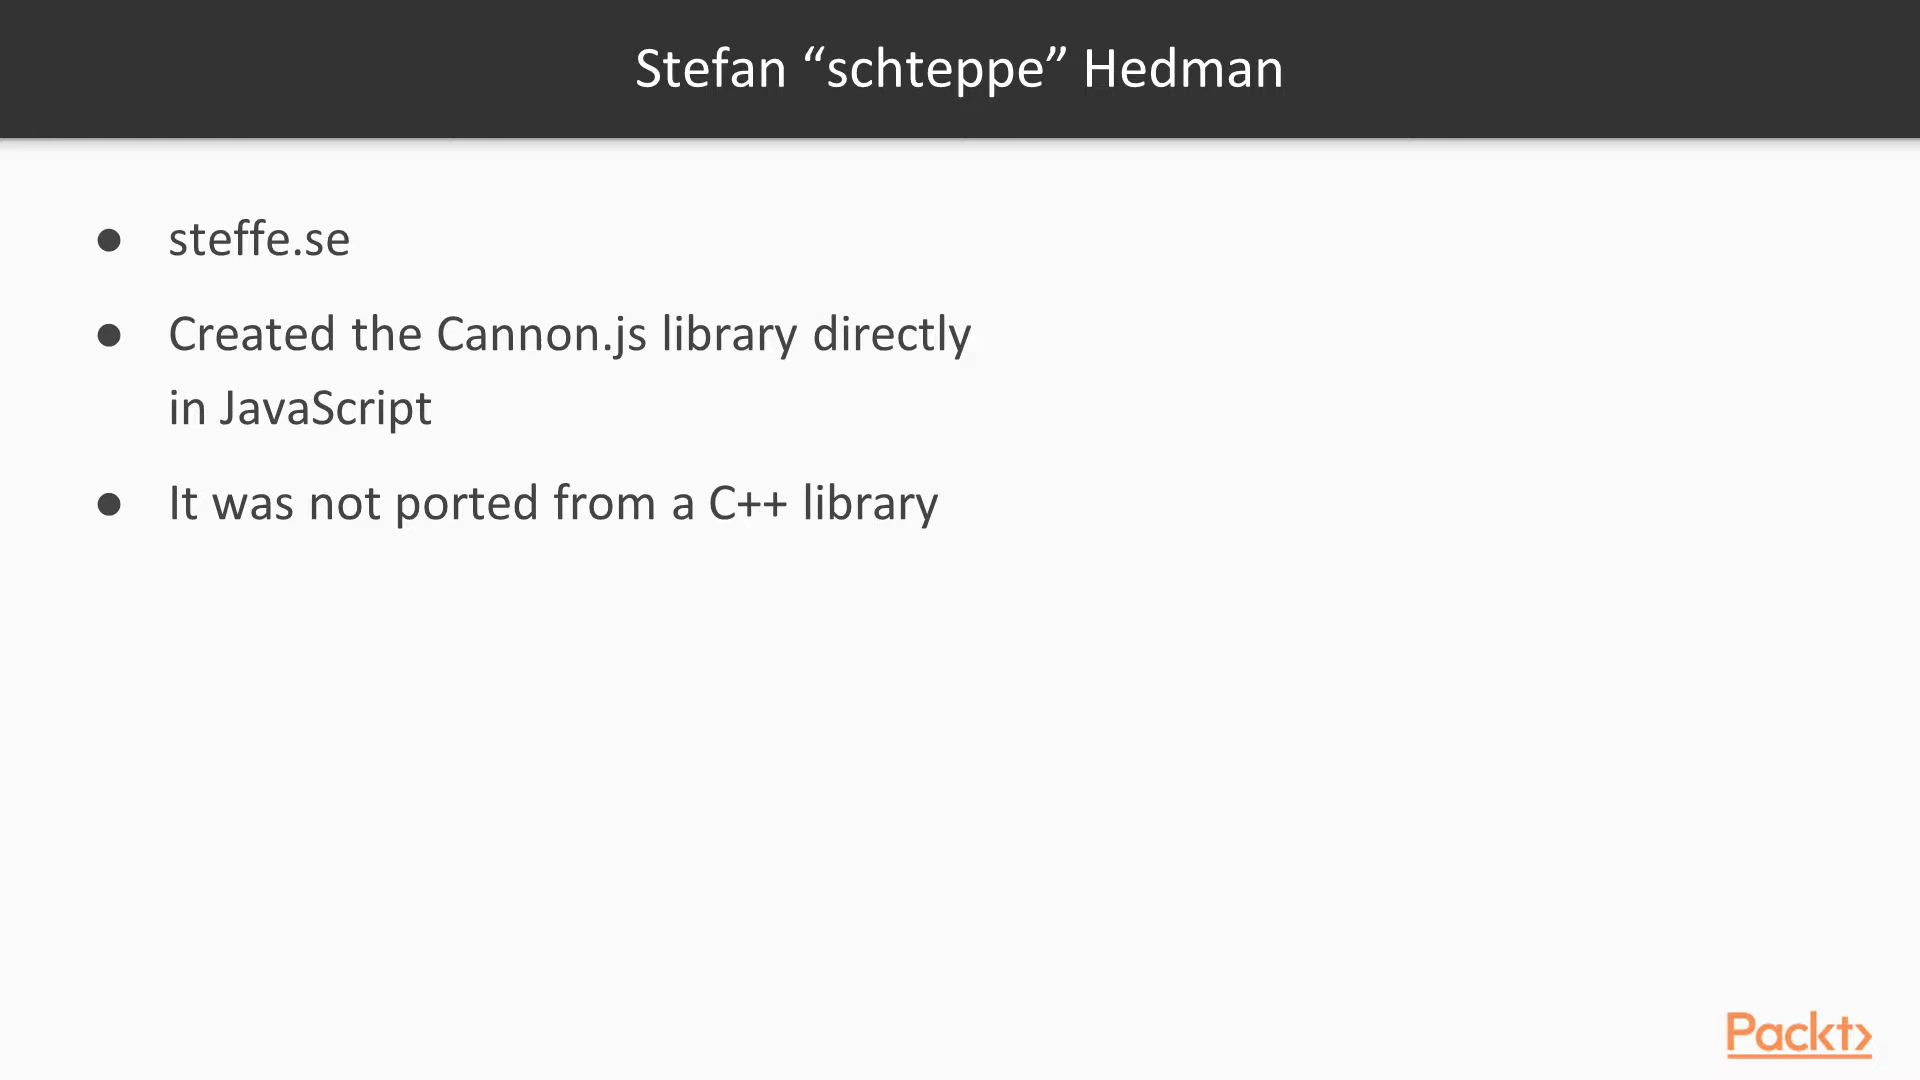 Stefan “schteppe” Hedman
● steffe.se
● Created the Cannon.js library directly
in JavaScript
● It was not ported from a C++ library
Packt>